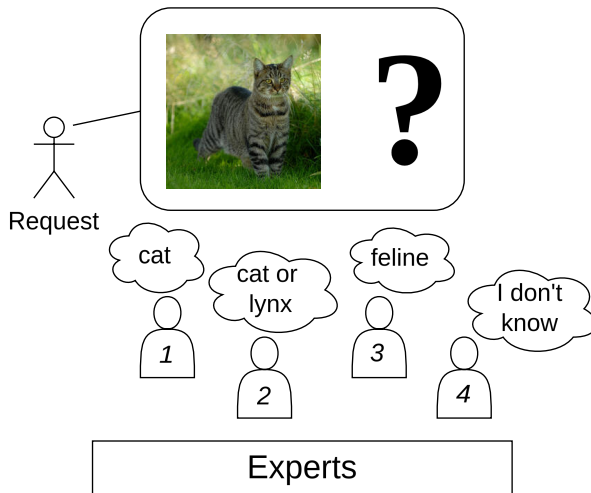 ?
Request
cat
cat or
lynx
feline
I don't
know
1
2
3
4
Experts